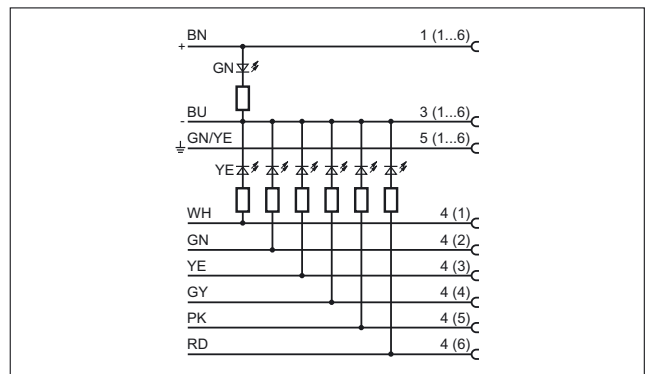 BN 1 (1...6)
+
GN
BU 3 (1...6)
-
GN/YE 5 (1...6)
YE
WH 4 (1)
GN 4 (2)
YE 4 (3)
GY 4 (4)
PK 4 (5)
RD 4 (6)